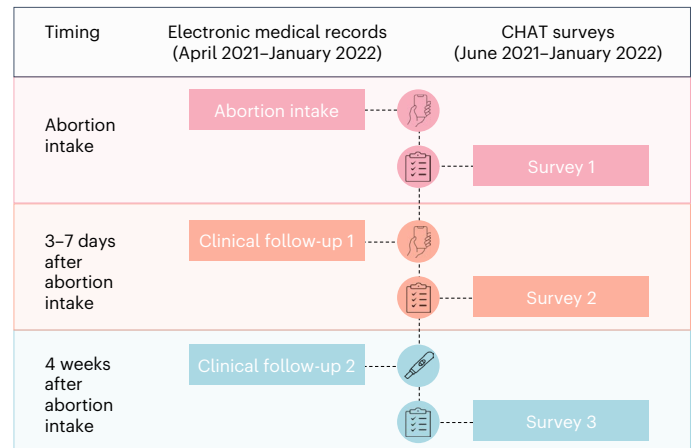 Timing
Electronic medical records
(April 2021–January 2022)
CHAT surveys
(June 2021–January 2022)
Abortion
intake
Abortion intake
Survey 1
3–7 days
after
abortion
intake
Clinical follow-up 1
Survey 2
4 weeks
after
abortion
intake
Clinical follow-up 2
Survey 3